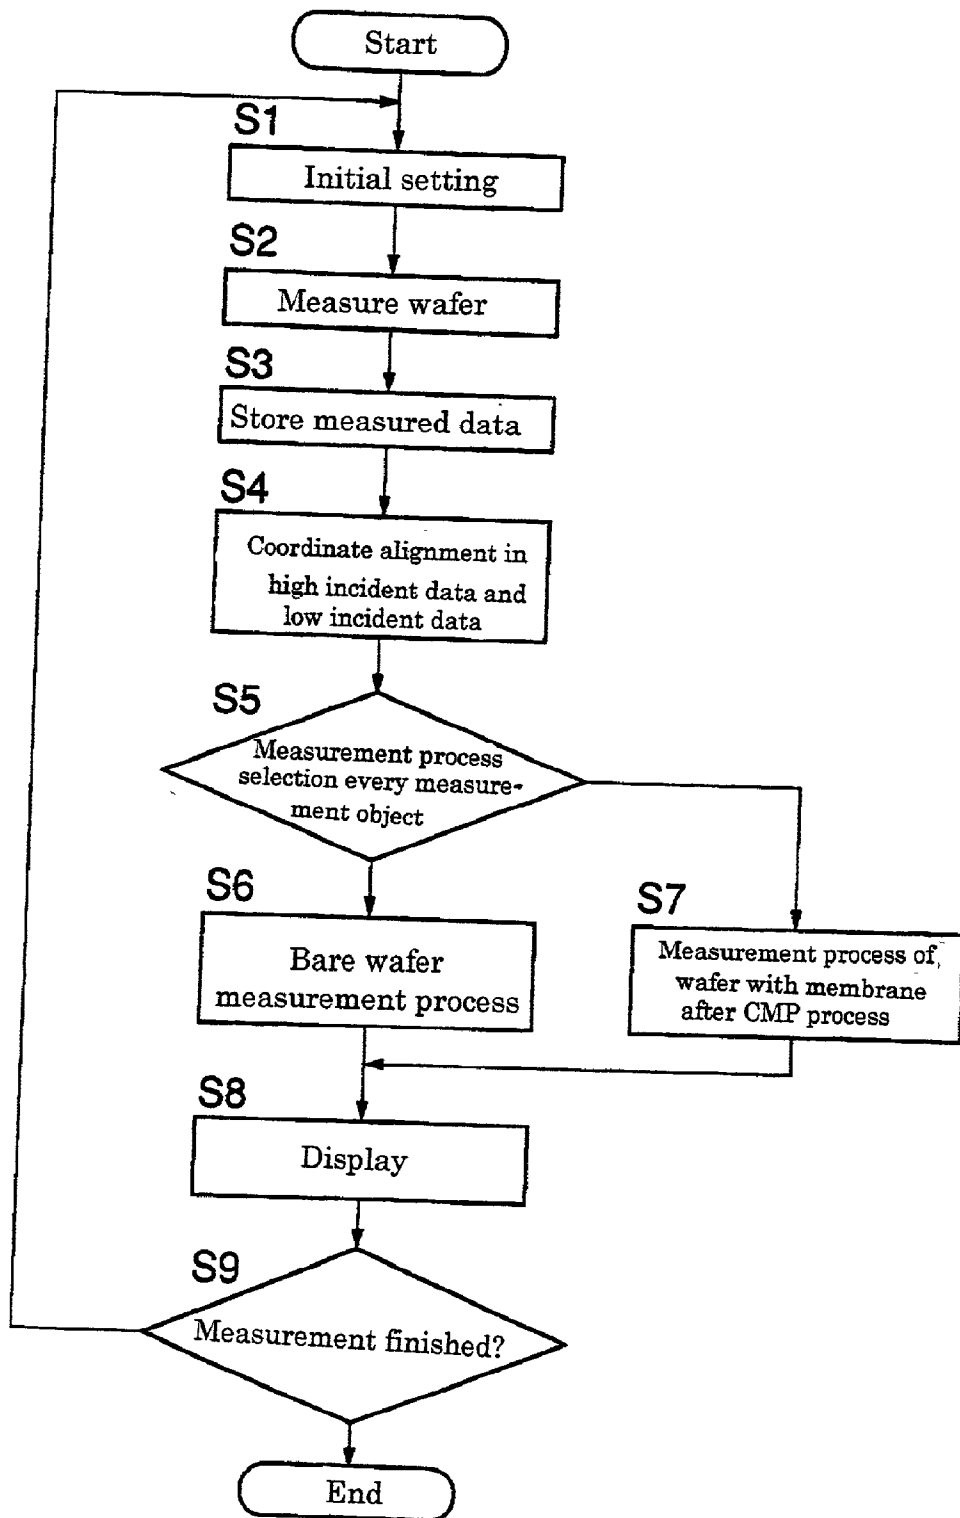 Start
S1
Initial setting
S2
Measure wafer
S3
Store measured data
S4
Coordinate alignment in
high incident data and
low incident data
S5
Measurement process
selection every measure-
ment object
S6
Bare wafer
measurement process
S7
Measurement process of
wafer with membrane
after CMP process
S8
Display
S9
Measurement finished?
End